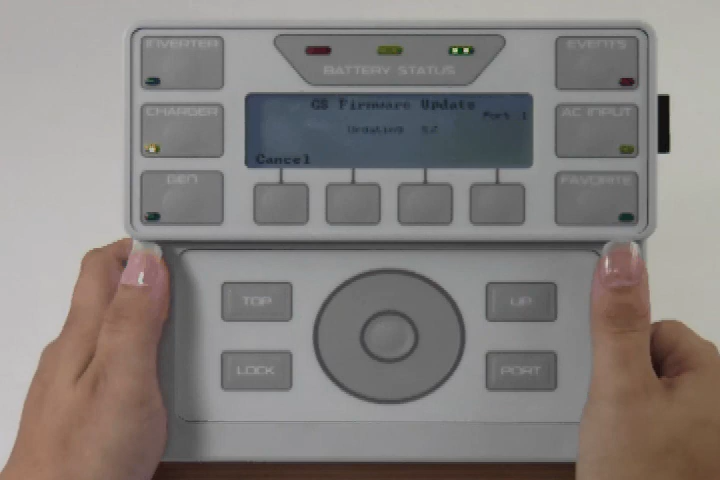 INVERTER
BATTERY STATUS
EVENTS
CHARGER
GS Firmware Update
Port 1
AC INPUT
Updating
Cancel
GEN
FAVORITE
TOP
UP
LOCK
PORT